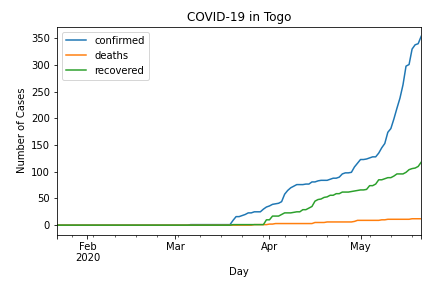 COVID-19 in Togo
confirmed
deaths
recovered
Number of Cases
350
300
250
200
150
100
50
0
Feb
2020
Mar
Apr
May
Day